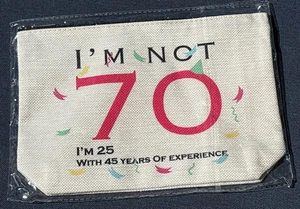 I'M NOT
70
I'M 25
WITH 45 YEARS OF EXPERIENCE